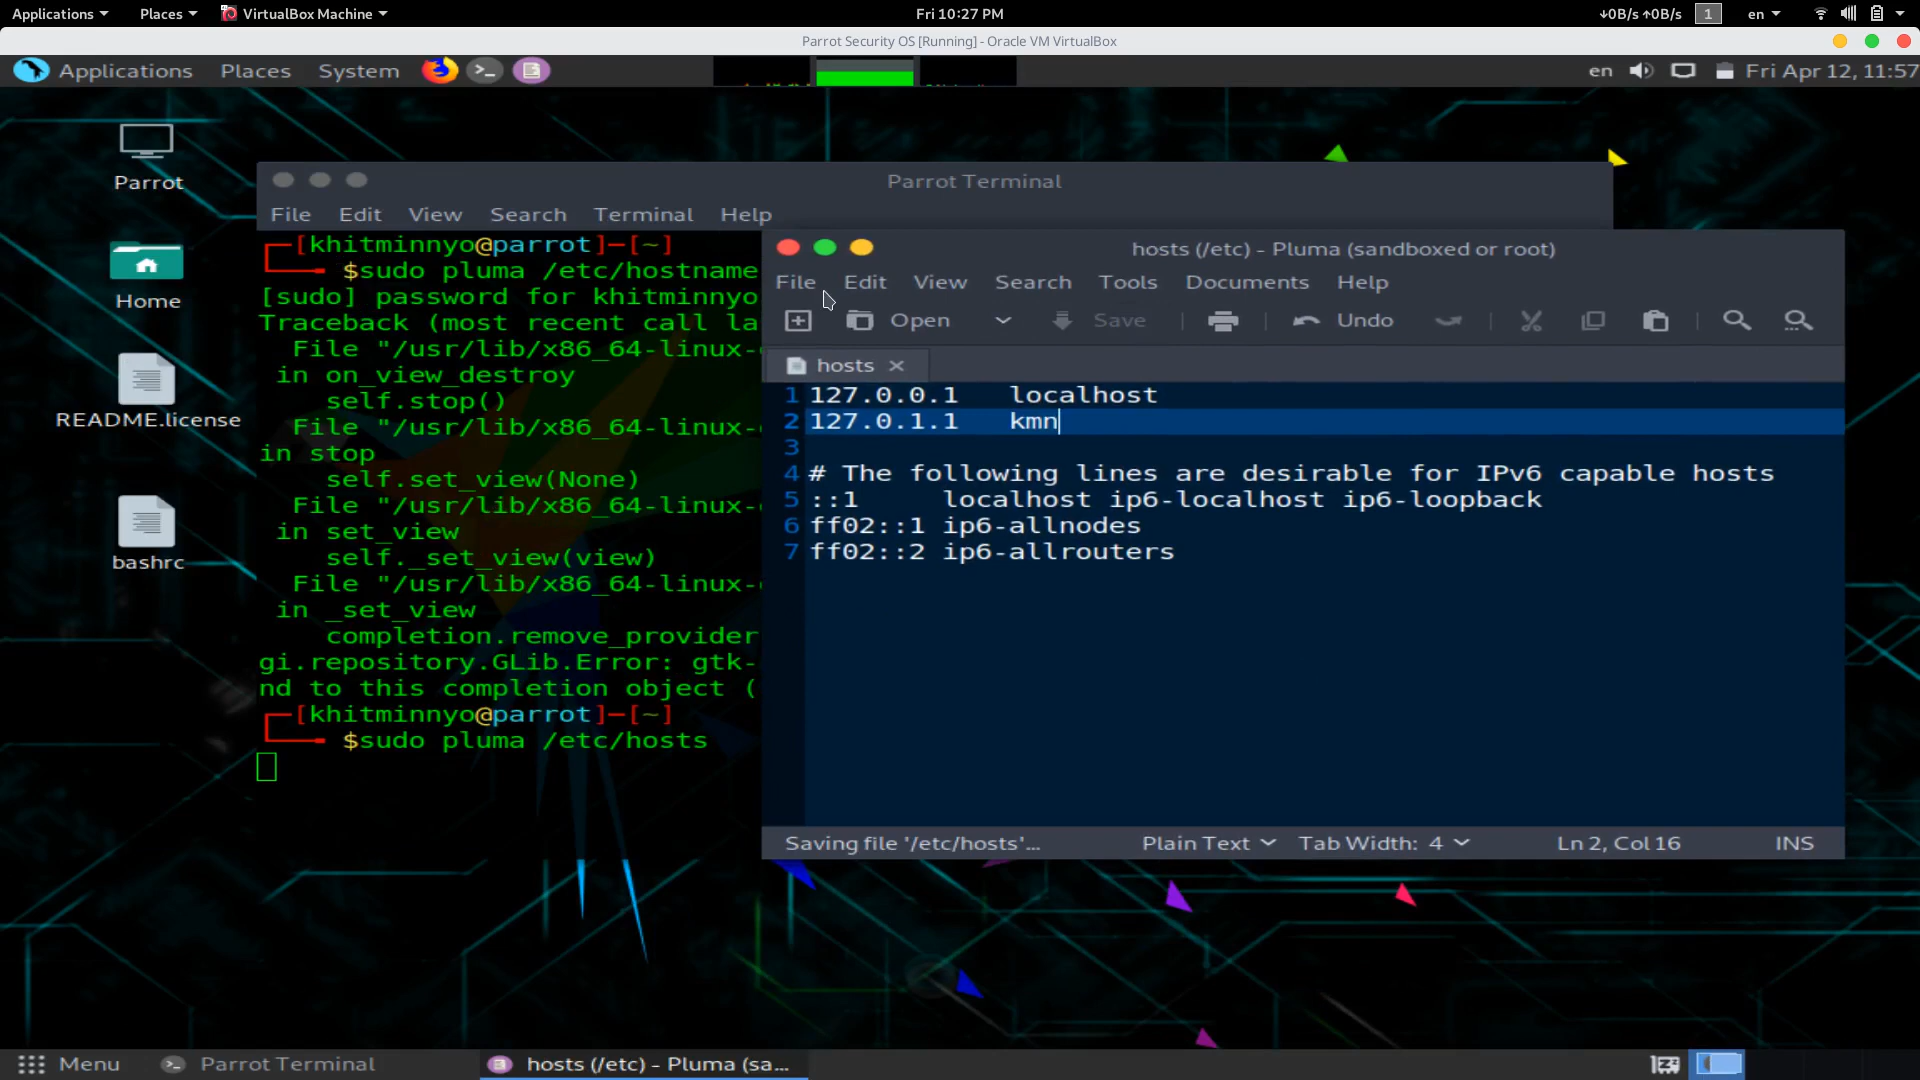 Applications Places VirtualBox Machine Fri 10:27 PM ↓0B/s ↑0B/s 1 en
Parrot Security OS [Running] - Oracle VM VirtualBox
Applications Places System en Fri Apr 12, 11:57
Parrot
Home
README.license
bashrc
Parrot Terminal
File Edit View Search Terminal Help
┌─[khitminnyo@parrot]─[~]
└──╼ $sudo pluma /etc/hostname
[sudo] password for khitminnyo
Traceback (most recent call la
File "/usr/lib/x86_64-linux-
in on_view_destroy
self.stop()
File "/usr/lib/x86_64-linux-
in stop
self.set_view(None)
File "/usr/lib/x86_64-linux-
in set_view
self._set_view(view)
File "/usr/lib/x86_64-linux-
in _set_view
completion.remove_provider
gi.repository.GLib.Error: gtk-
nd to this completion object (
┌─[khitminnyo@parrot]─[~]
└──╼ $sudo pluma /etc/hosts
hosts (/etc) - Pluma (sandboxed or root)
File Edit View Search Tools Documents Help
Open Save Undo
hosts
1 127.0.0.1 localhost
2 127.0.1.1 kmn
3
4 # The following lines are desirable for IPv6 capable hosts
5 ::1 localhost ip6-localhost ip6-loopback
6 ff02::1 ip6-allnodes
7 ff02::2 ip6-allrouters
Saving file '/etc/hosts'... Plain Text Tab Width: 4 Ln 2, Col 16 INS
Menu Parrot Terminal hosts (/etc) - Pluma (sa...